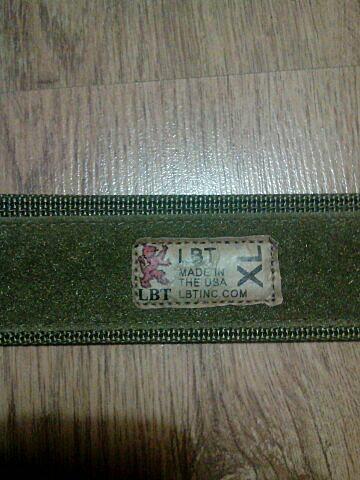 LBT
LBT
MADE IN
THE USA
LBTINC.COM
XL